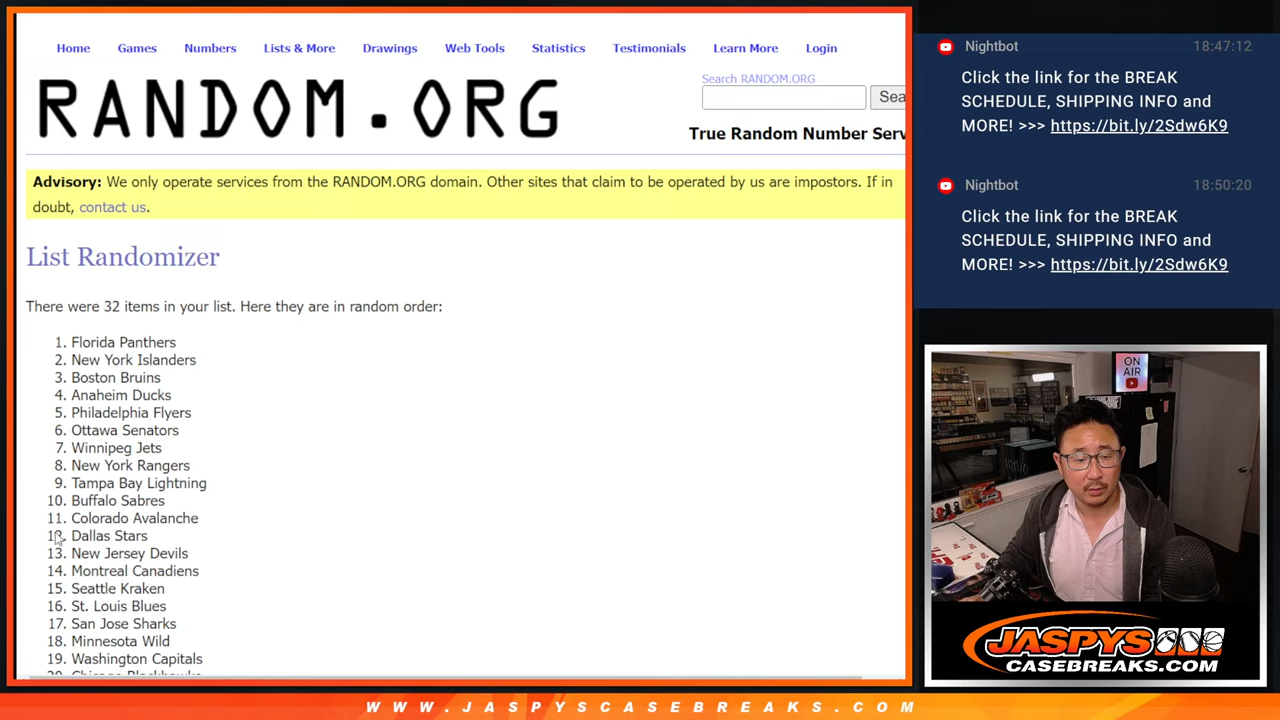 Home Games Numbers Lists & More Drawings Web Tools Statistics Testimonials Learn More Login
RANDOM.ORG
Search RANDOM.ORG
Sea
True Random Number Serv
Advisory: We only operate services from the RANDOM.ORG domain. Other sites that claim to be operated by us are impostors. If in
doubt, contact us.
List Randomizer
There were 32 items in your list. Here they are in random order:
1. Florida Panthers
2. New York Islanders
3. Boston Bruins
4. Anaheim Ducks
5. Philadelphia Flyers
6. Ottawa Senators
7. Winnipeg Jets
8. New York Rangers
9. Tampa Bay Lightning
10. Buffalo Sabres
11. Colorado Avalanche
12. Dallas Stars
13. New Jersey Devils
14. Montreal Canadiens
15. Seattle Kraken
16. St. Louis Blues
17. San Jose Sharks
18. Minnesota Wild
19. Washington Capitals
20. Chicago Blackhawks
Nightbot 18:47:12
Click the link for the BREAK
SCHEDULE, SHIPPING INFO and
MORE! >>> https://bit.ly/2Sdw6K9
Nightbot 18:50:20
Click the link for the BREAK
SCHEDULE, SHIPPING INFO and
MORE! >>> https://bit.ly/2Sdw6K9
ON
AIR
JASPYS
CASEBREAKS.COM
WWW.JASPYSCASEBREAKS.COM